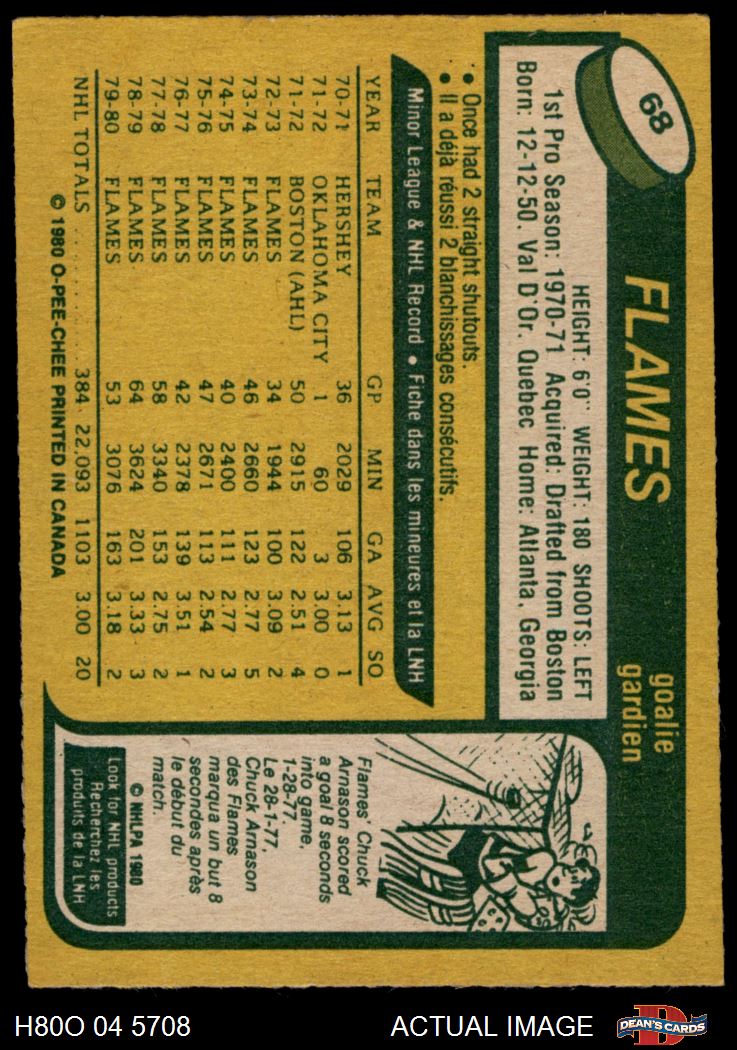 68
FLAMES
goalie
gardien
HEIGHT: 6'0" WEIGHT: 180 SHOOTS: LEFT
1st Pro Season: 1970-71 Acquired: Drafted from Boston
Born: 12-12-50. Val D'Or. Quebec Home: Atlanta, Georgia
• Once had 2 straight shutouts.
• Il a déjà réussi 2 blanchissages consécutifs.
Minor League & NHL Record • Fiche dans les mineures et la LNH
YEAR TEAM GP MIN GA AVG SO
70-71 HERSHEY 36 2029 106 3.13 1
71-72 OKLAHOMA CITY 1 60 3 3.00 0
71-72 BOSTON (AHL) 50 2915 122 2.51 4
72-73 FLAMES 34 1944 100 3.09 2
73-74 FLAMES 46 2660 123 2.77 5
74-75 FLAMES 40 2400 111 2.77 3
75-76 FLAMES 47 2671 113 2.54 2
76-77 FLAMES 42 2378 139 3.51 1
77-78 FLAMES 58 3340 153 2.75 2
78-79 FLAMES 64 3624 201 3.33 3
79-80 FLAMES 53 3076 163 3.18 2
NHL TOTALS . . . . . . . . . . . . 384 22,093 1103 3.00 20
© 1980 O-PEE-CHEE PRINTED IN CANADA
Flames' Chuck
Arnason scored
a goal 8 seconds
into game,
1-28-77.
Le 28-1-77,
Chuck Arnason
des Flames
marqua un but 8
secondes après
le début du
match.
© NHLPA 1980
Look for NHL products
Recherchez les
produits de la LNH
H80O 04 5708
ACTUAL IMAGE
D
DEAN'S CARDS